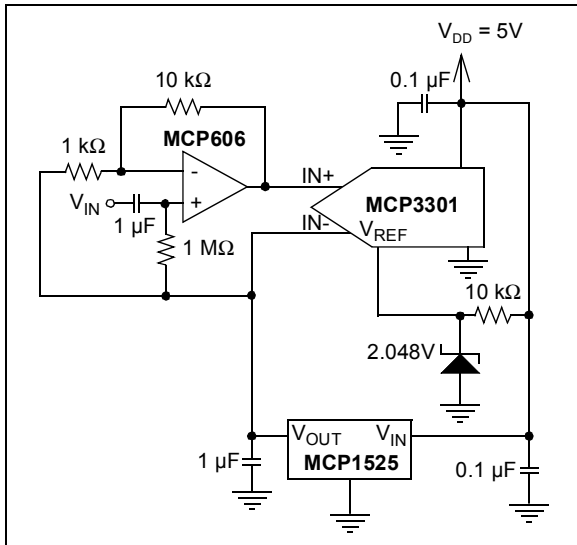 V_DD = 5V
10 kΩ
0.1 µF
MCP606
1 kΩ
-
+
V_IN
1 µF
1 MΩ
IN+
IN-
MCP3301
V_REF
10 kΩ
2.048V
V_OUT
V_IN
MCP1525
1 µF
0.1 µF